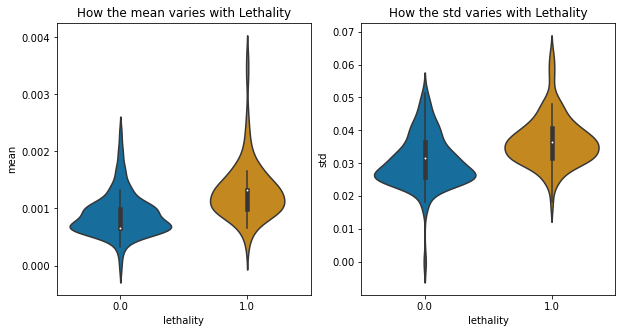 How the mean varies with Lethality
0.004
0.003
0.002
0.001
0.000
mean
0.0
1.0
lethality
How the std varies with Lethality
0.07
0.06
0.05
0.04
0.03
0.02
0.01
0.00
std
0.0
1.0
lethality